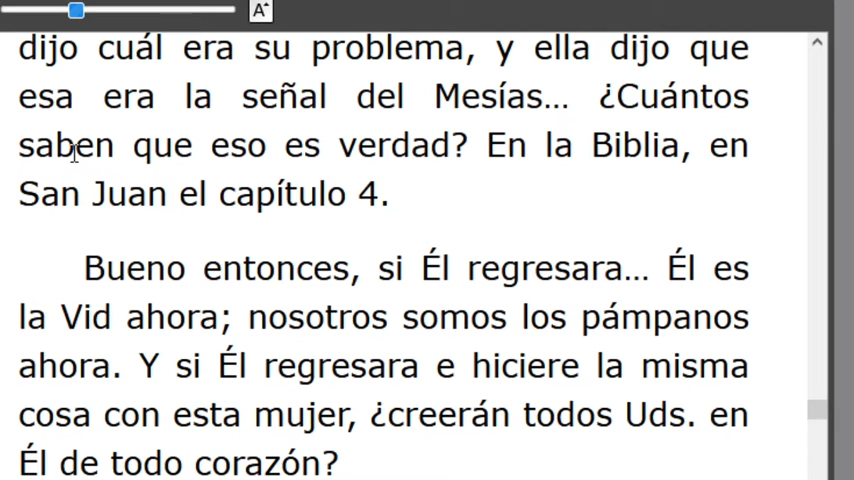 A
dijo cuál era su problema, y ella dijo que
esa era la señal del Mesías… ¿Cuántos
saben que eso es verdad? En la Biblia, en
San Juan el capítulo 4.
Bueno entonces, si Él regresara… Él es
la Vid ahora; nosotros somos los pámpanos
ahora. Y si Él regresara e hiciere la misma
cosa con esta mujer, ¿creerán todos Uds. en
Él de todo corazón?